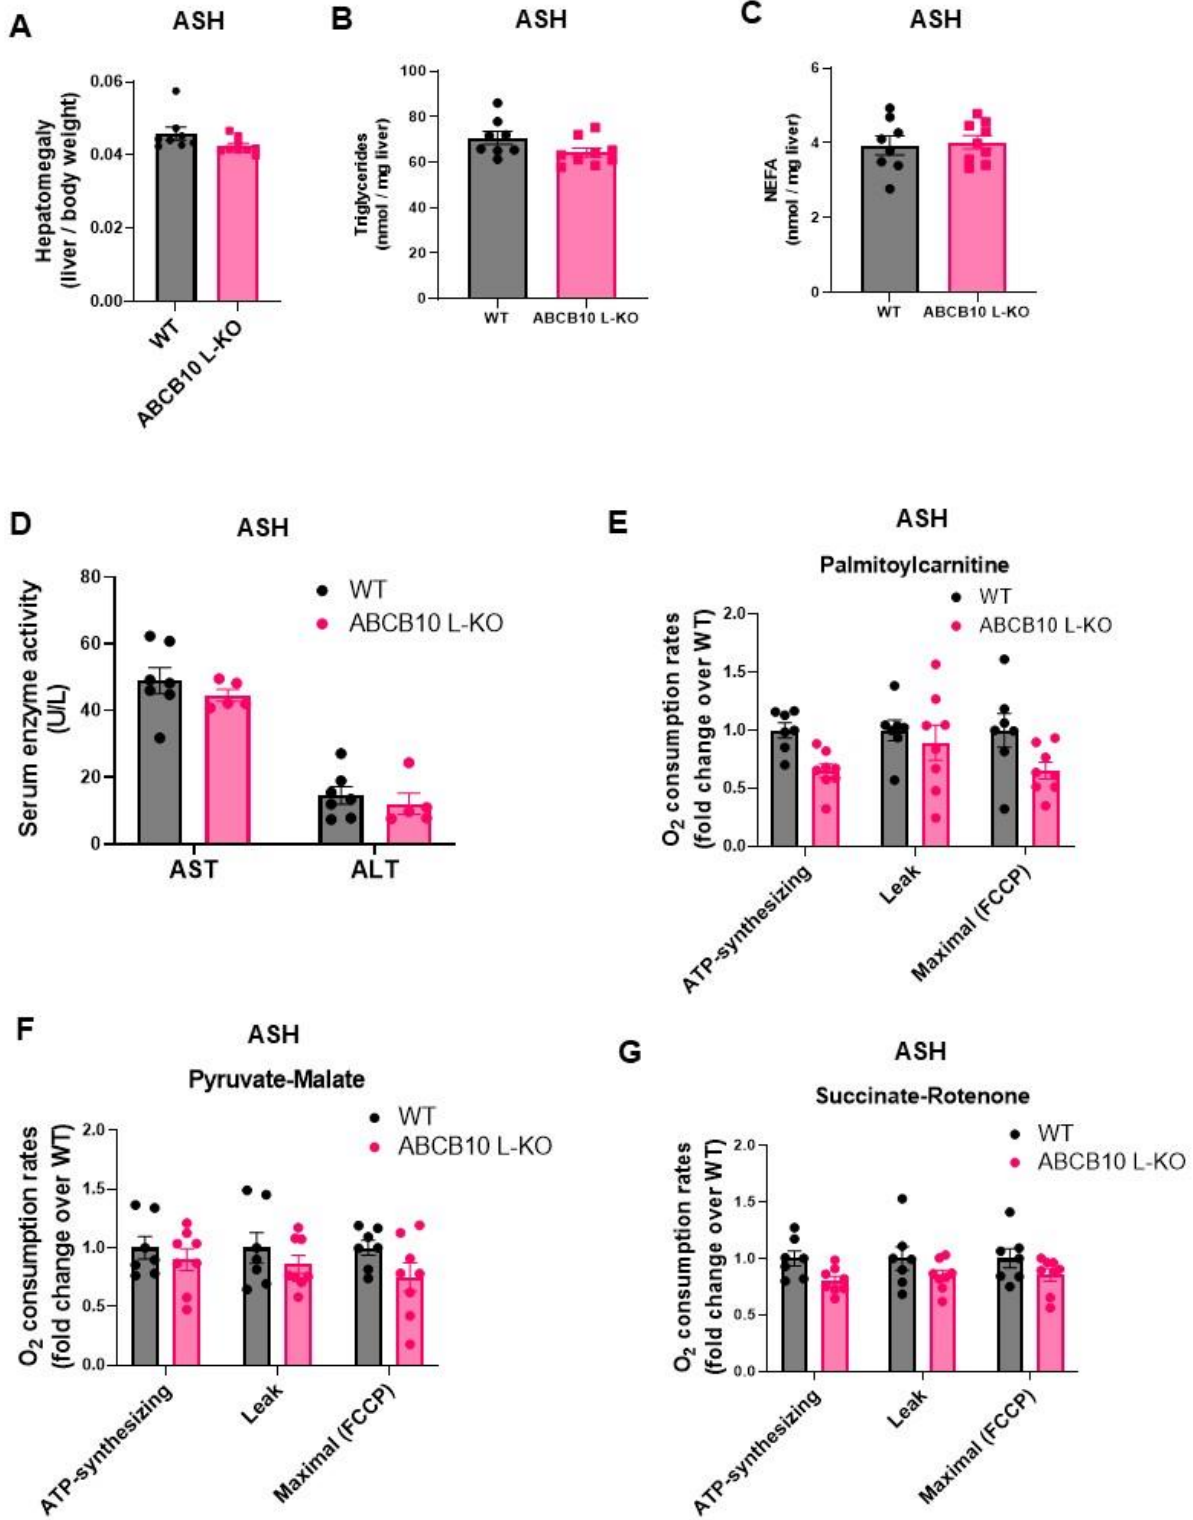 A
ASH
Hepatomegaly
(liver / body weight)
0.06
0.04
0.02
0.00
WT
ABCB10 L-KO
B
ASH
Triglycerides
(nmol / mg liver)
100
80
60
40
20
0
WT
ABCB10 L-KO
C
ASH
NEFA
(nmol / mg liver)
6
4
2
0
WT
ABCB10 L-KO
D
ASH
Serum enzyme activity
(U/L)
80
60
40
20
0
WT
ABCB10 L-KO
AST
ALT
E
ASH
Palmitoylcarnitine
WT
ABCB10 L-KO
O2 consumption rates
(fold change over WT)
2.0
1.5
1.0
0.5
0.0
ATP-synthesizing
Leak
Maximal (FCCP)
F
ASH
Pyruvate-Malate
WT
ABCB10 L-KO
O2 consumption rates
(fold change over WT)
2.0
1.5
1.0
0.5
0.0
ATP-synthesizing
Leak
Maximal (FCCP)
G
ASH
Succinate-Rotenone
WT
ABCB10 L-KO
O2 consumption rates
(fold change over WT)
2.0
1.5
1.0
0.5
0.0
ATP-synthesizing
Leak
Maximal (FCCP)